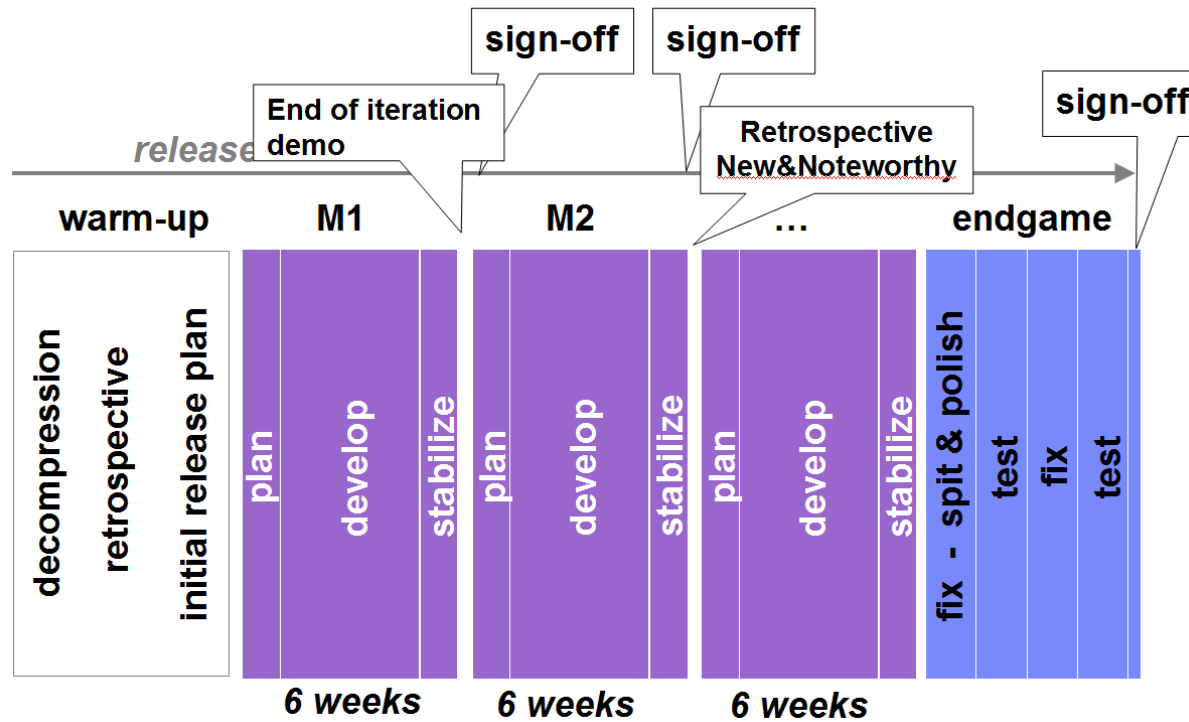 sign-off
sign-off
sign-off
End of iteration
demo
Retrospective
New&Noteworthy
release
warm-up
M1
M2
...
endgame
decompression
retrospective
initial release plan
plan
develop
stabilize
plan
develop
stabilize
plan
develop
stabilize
fix - spit & polish
test
fix
test
6 weeks
6 weeks
6 weeks